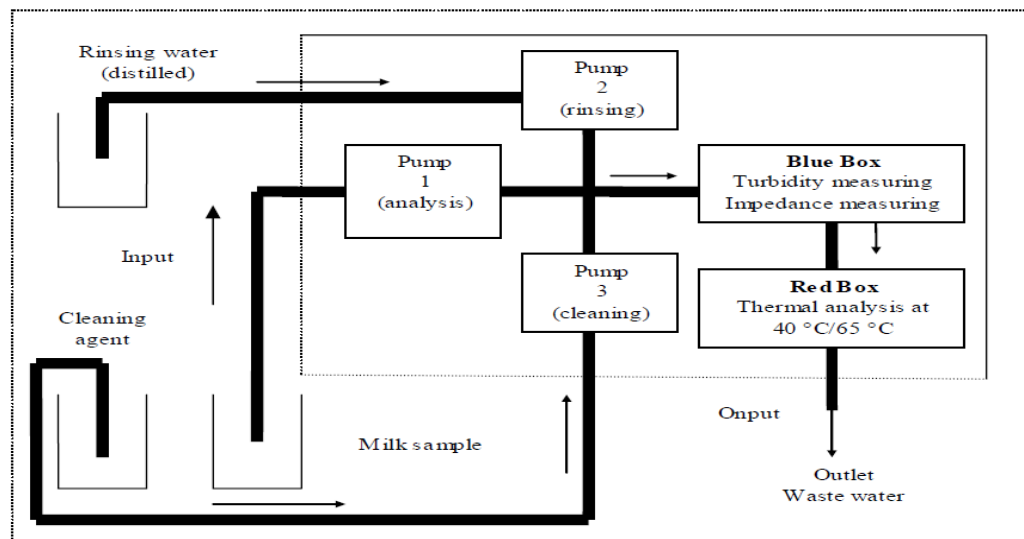 Rinsing water
(distilled)
Pump
2
(rinsing)
Pump
1
(analysis)
Blue Box
Turbidity measuring
Impedance measuring
Input
Pump
3
(cleaning)
Red Box
Thermal analysis at
40 °C/65 °C
Cleaning
agent
Milk sample
Onput
Outlet
Waste water